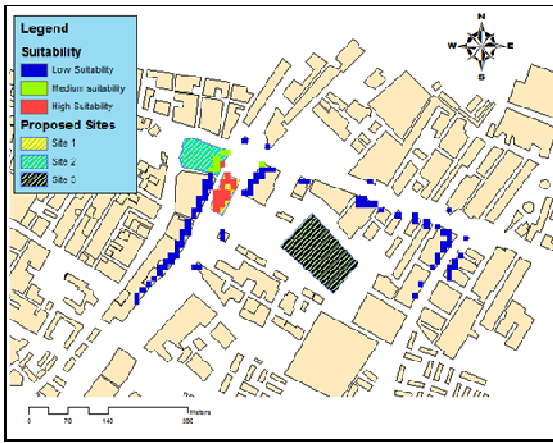 Legend
Suitability
Low Suitability
Medium suitability
High Suitability
Proposed Sites
Site 1
Site 2
Site 3
N
W
E
S
0 70 140
Meters